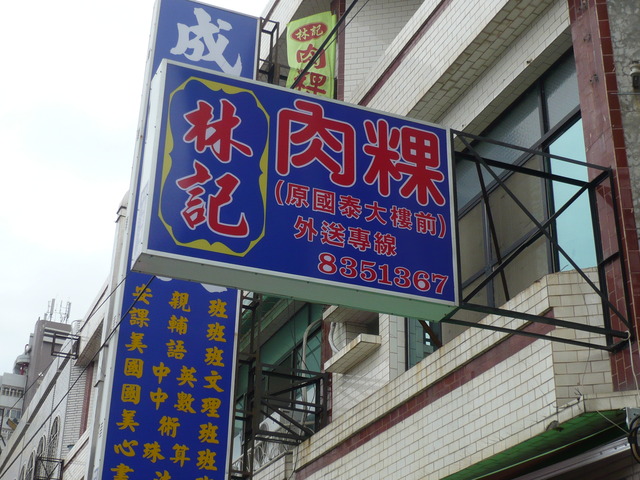 成
林記
肉粿
林記
肉粿
(原國泰大樓前)
外送專線
8351367
班班班文理班班
親輔語英數術算
中中珠
安課美國國美心書